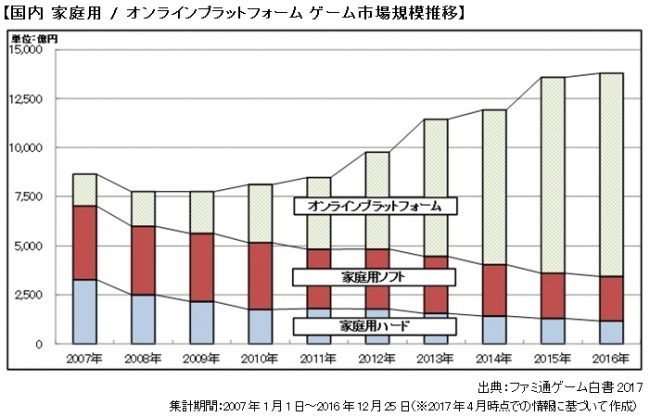 【国内 家庭用 / オンラインプラットフォーム ゲーム市場規模推移】
単位:億円
15,000
12,500
10,000
7,500
5,000
2,500
0
オンラインプラットフォーム
家庭用ソフト
家庭用ハード
2007年 2008年 2009年 2010年 2011年 2012年 2013年 2014年 2015年 2016年
出典:ファミ通ゲーム白書2017
集計期間:2007年1月1日～2016年12月25日(※2017年4月時点での情報に基づいて作成)